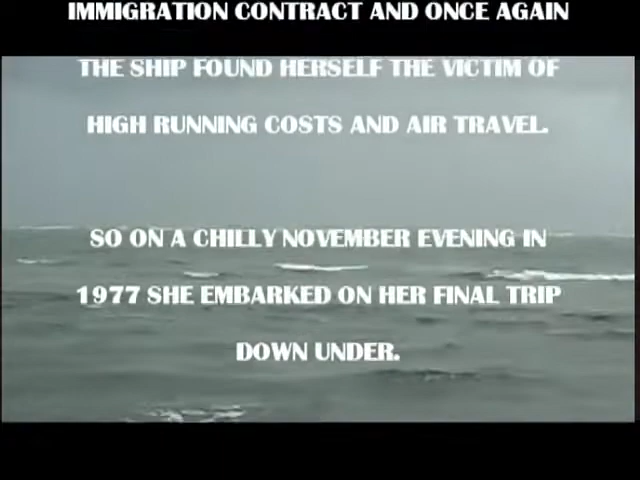 IMMIGRATION CONTRACT AND ONCE AGAIN
THE SHIP FOUND HERSELF THE VICTIM OF
HIGH RUNNING COSTS AND AIR TRAVEL.
SO ON A CHILLY NOVEMBER EVENING IN
1977 SHE EMBARKED ON HER FINAL TRIP
DOWN UNDER.